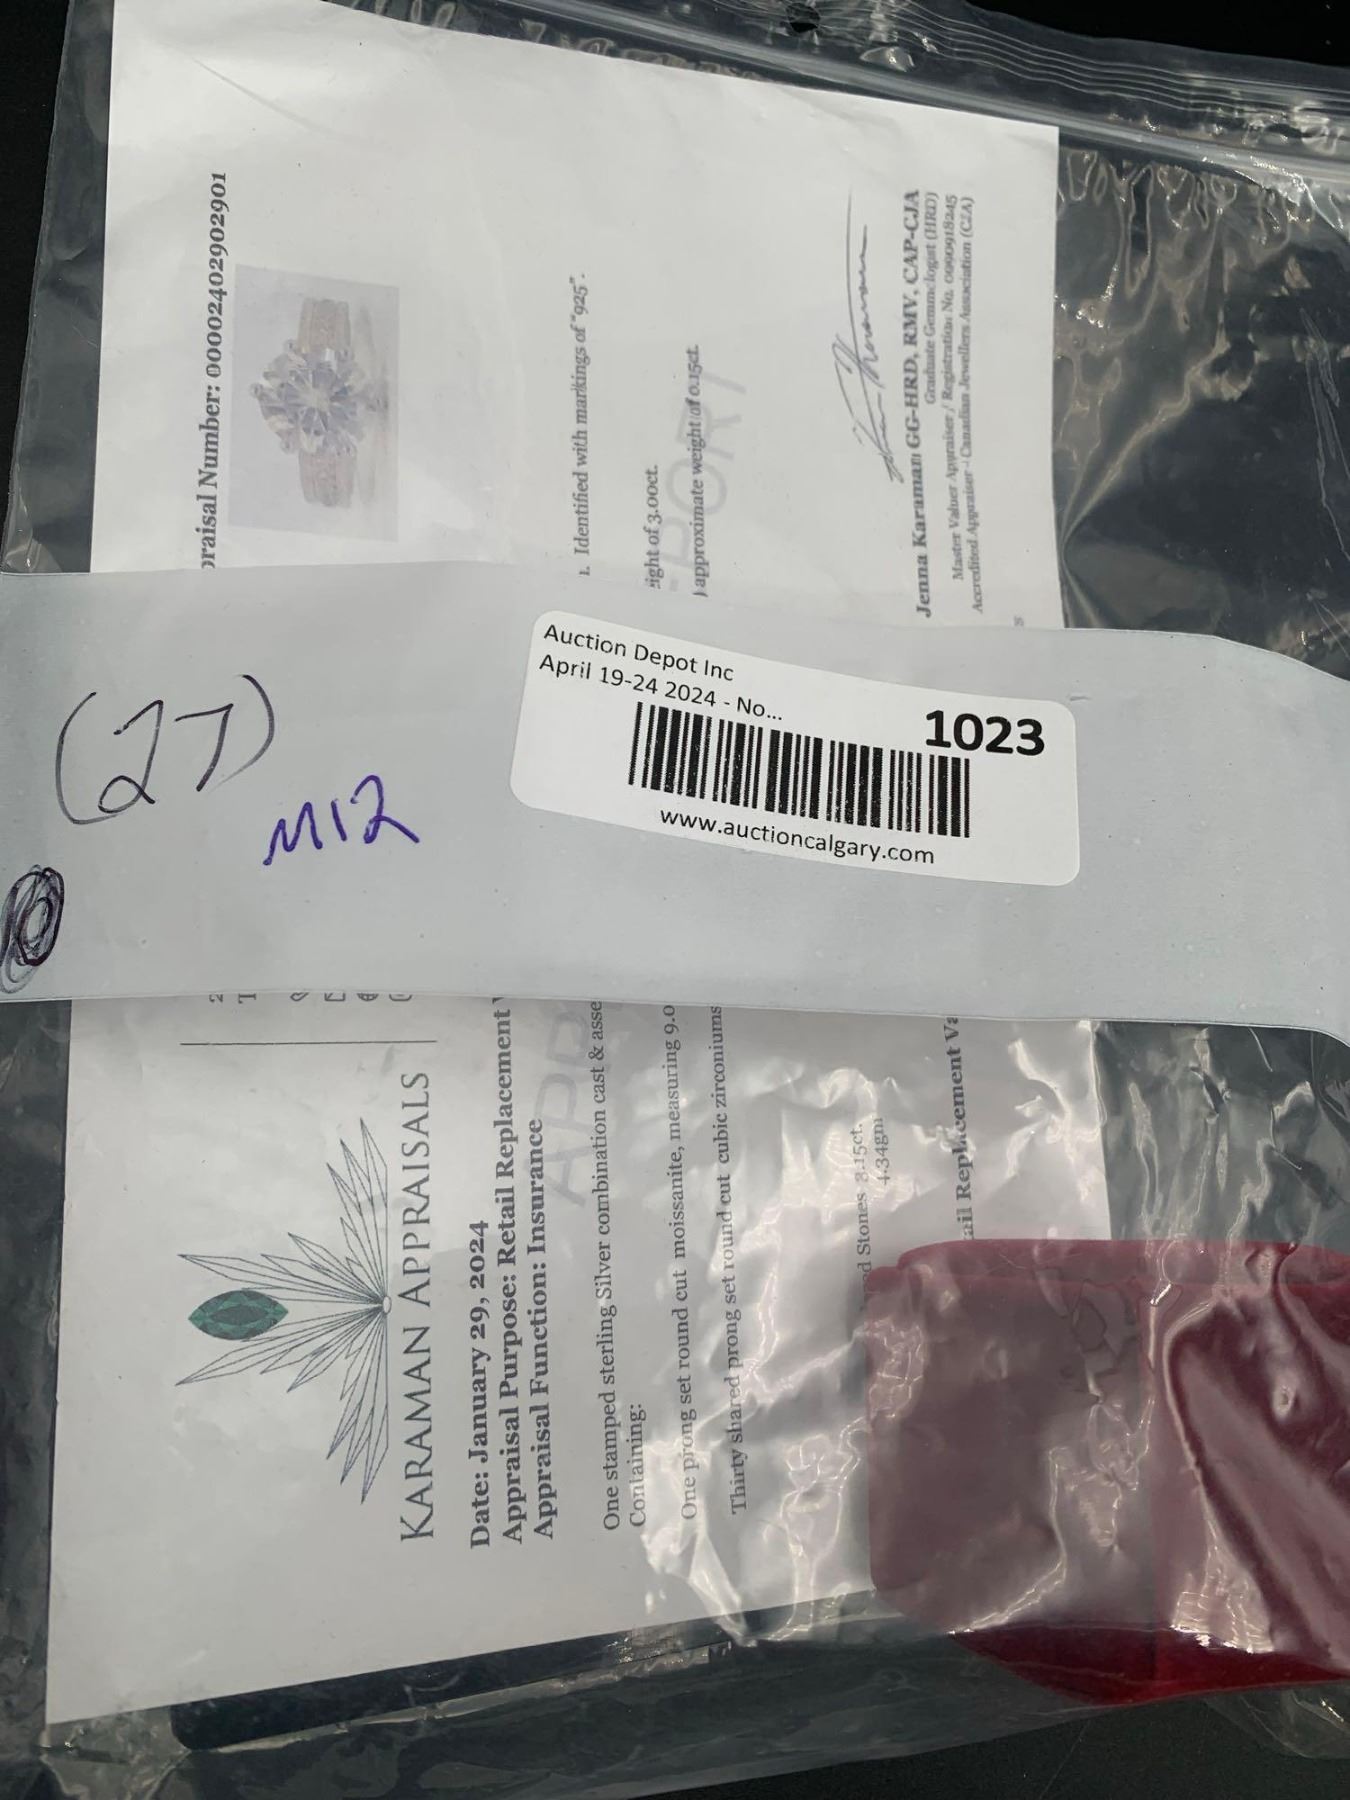 praisal Number: 00002402902901
KARAMAN APPRAISALS
Date: January 29, 2024
Appraisal Purpose: Retail Replacement
Appraisal Function: Insurance
One stamped sterling Silver combination cast & asse
Identified with markings of "925".
Containing:
One prong set round cut moissanite, measuring 9.0
ight of 3.00ct.
Thirty shared prong set round cut cubic zirconiums
approximate weight of 0.15ct.
d Stones 3.15ct.
4.34gm
ail Replacement Va
Jenna Karaman GG-HRD, RMV, CAP-CJA
Graduate Gemmologist (HRD)
Master Valuer Appraiser / Registration No. 0090918245
Accredited Appraiser - Canadian Jewellers Association (CJA)
(27)
M12
Auction Depot Inc
April 19-24 2024 - No...
1023
www.auctioncalgary.com